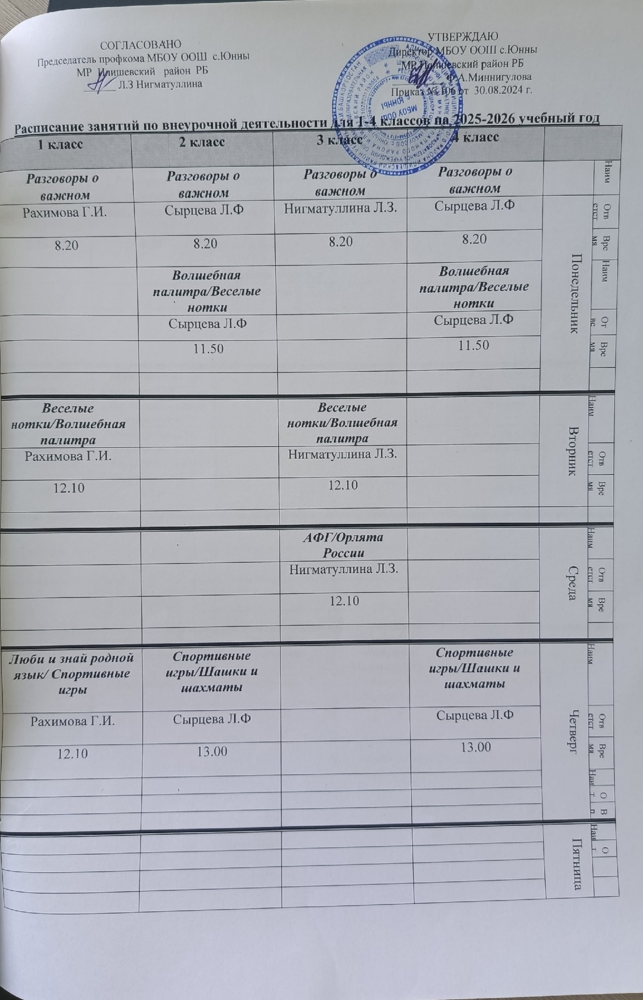 СОГЛАСОВАНО
Председатель профкома МБОУ ООШ с.Юнны
МР Илишевский район РБ
Л.З Нигматуллина
УТВЕРЖДАЮ
Директор МБОУ ООШ с.Юнны
МР Илишевский район РБ
Ф.А.Миннигулова
Приказ № 106 от 30.08.2024 г.
МБОУ ООШ
с. ЮННЫ
Расписание занятий по внеурочной деятельности для 1-4 классов на 2025-2026 учебный год
1 класс 2 класс 3 класс 4 класс
Разговоры о Разговоры о Разговоры о Разговоры о Наим
важном важном важном важном
Рахимова Г.И. Сырцева Л.Ф Нигматуллина Л.З. Сырцева Л.Ф Отв
етст
8.20 8.20 8.20 8.20 Вре
мя
Понедельник
Волшебная Волшебная Наим
палитра/Веселые палитра/Веселые
нотки нотки
Сырцева Л.Ф Сырцева Л.Ф От
ве
11.50 11.50 Вре
мя
Веселые Веселые Наим
нотки/Волшебная нотки/Волшебная
палитра палитра
Вторник
Рахимова Г.И. Нигматуллина Л.З. Отв
етст
12.10 12.10 Вре
мя
АФГ/Орлята Наим
России
Среда
Нигматуллина Л.З. Отв
етст
12.10 Вре
мя
Люби и знай родной Спортивные Спортивные Наим
язык/ Спортивные игры/Шашки и игры/Шашки и
игры шахматы шахматы
Четверг
Рахимова Г.И. Сырцева Л.Ф Сырцева Л.Ф Отв
етст
12.10 13.00 13.00 Вре
мя
Наи
О
т
В
р
Пятница
Наи
О
т